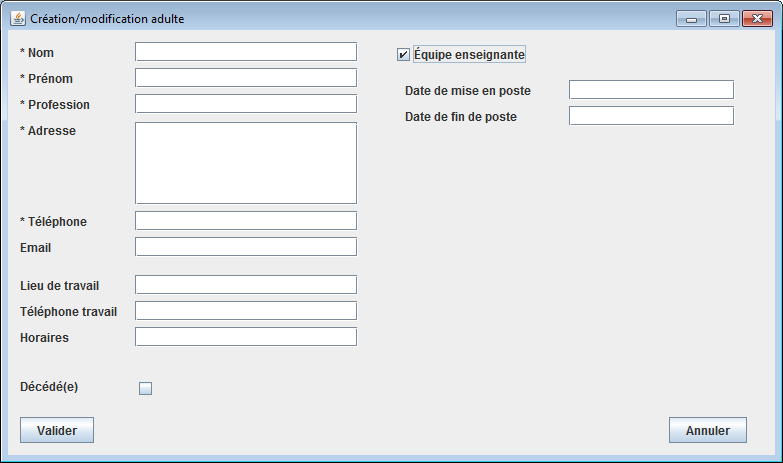 Création/modification adulte
* Nom
* Prénom
* Profession
* Adresse
* Téléphone
Email
Lieu de travail
Téléphone travail
Horaires
Décédé(e)
Équipe enseignante
Date de mise en poste
Date de fin de poste
Valider
Annuler